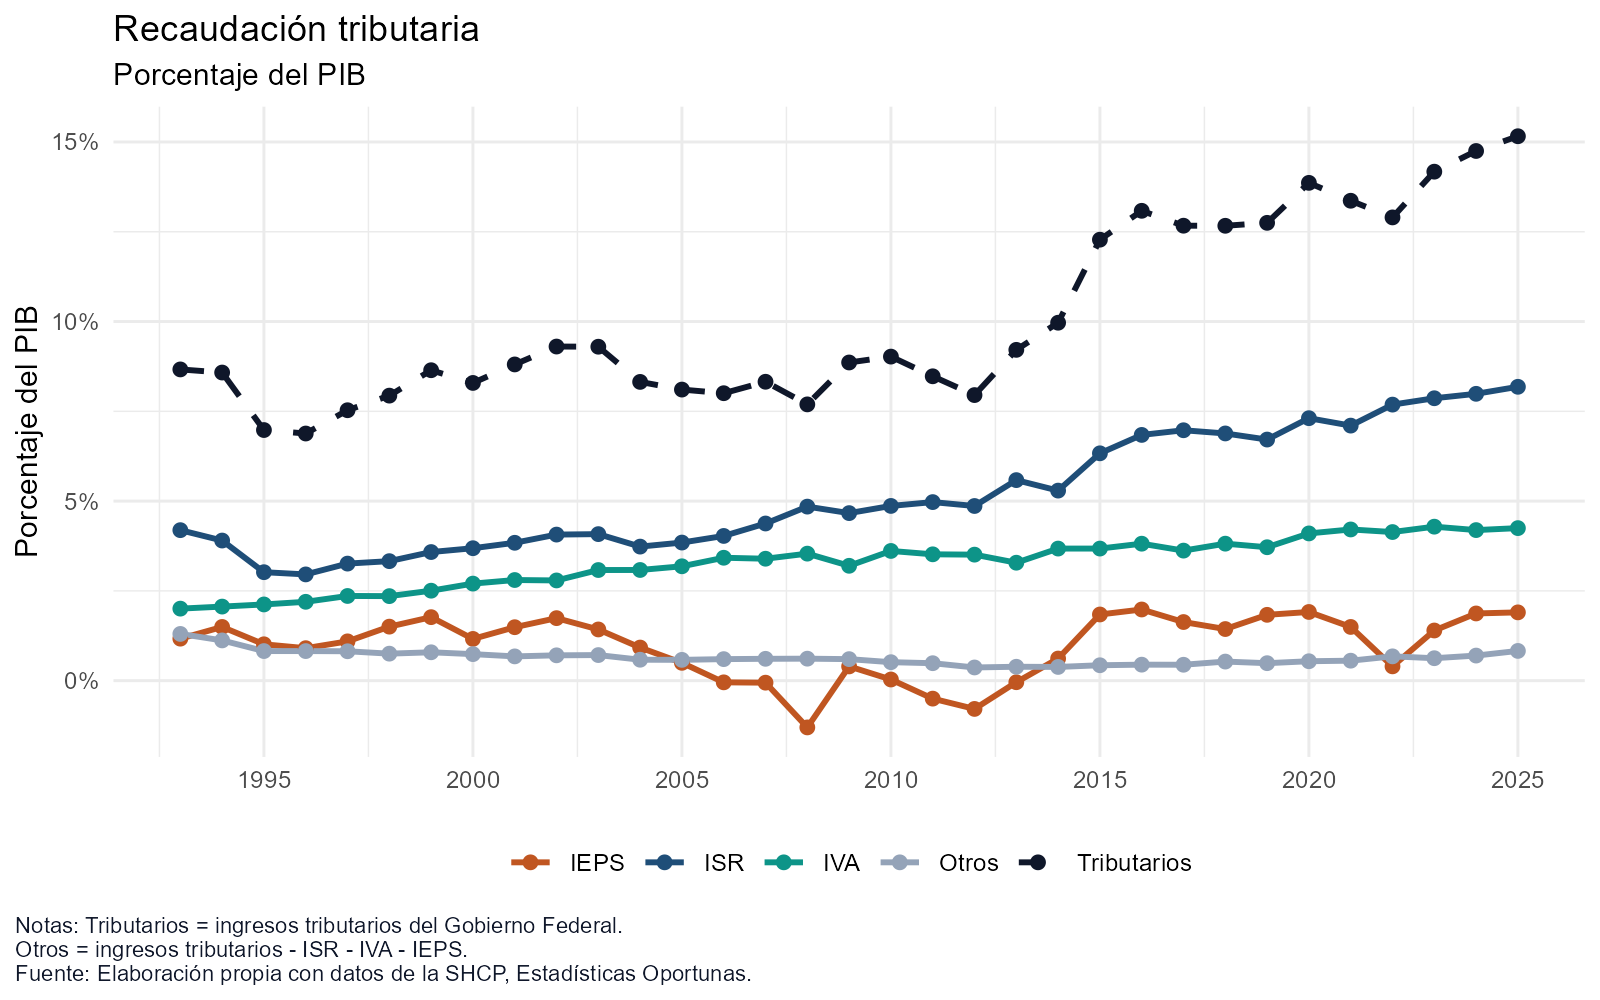 Recaudación tributaria
Porcentaje del PIB
Porcentaje del PIB
15%
10%
5%
0%
1995 2000 2005 2010 2015 2020 2025
IEPS ISR IVA Otros Tributarios
Notas: Tributarios = ingresos tributarios del Gobierno Federal.
Otros = ingresos tributarios - ISR - IVA - IEPS.
Fuente: Elaboración propia con datos de la SHCP, Estadísticas Oportunas.